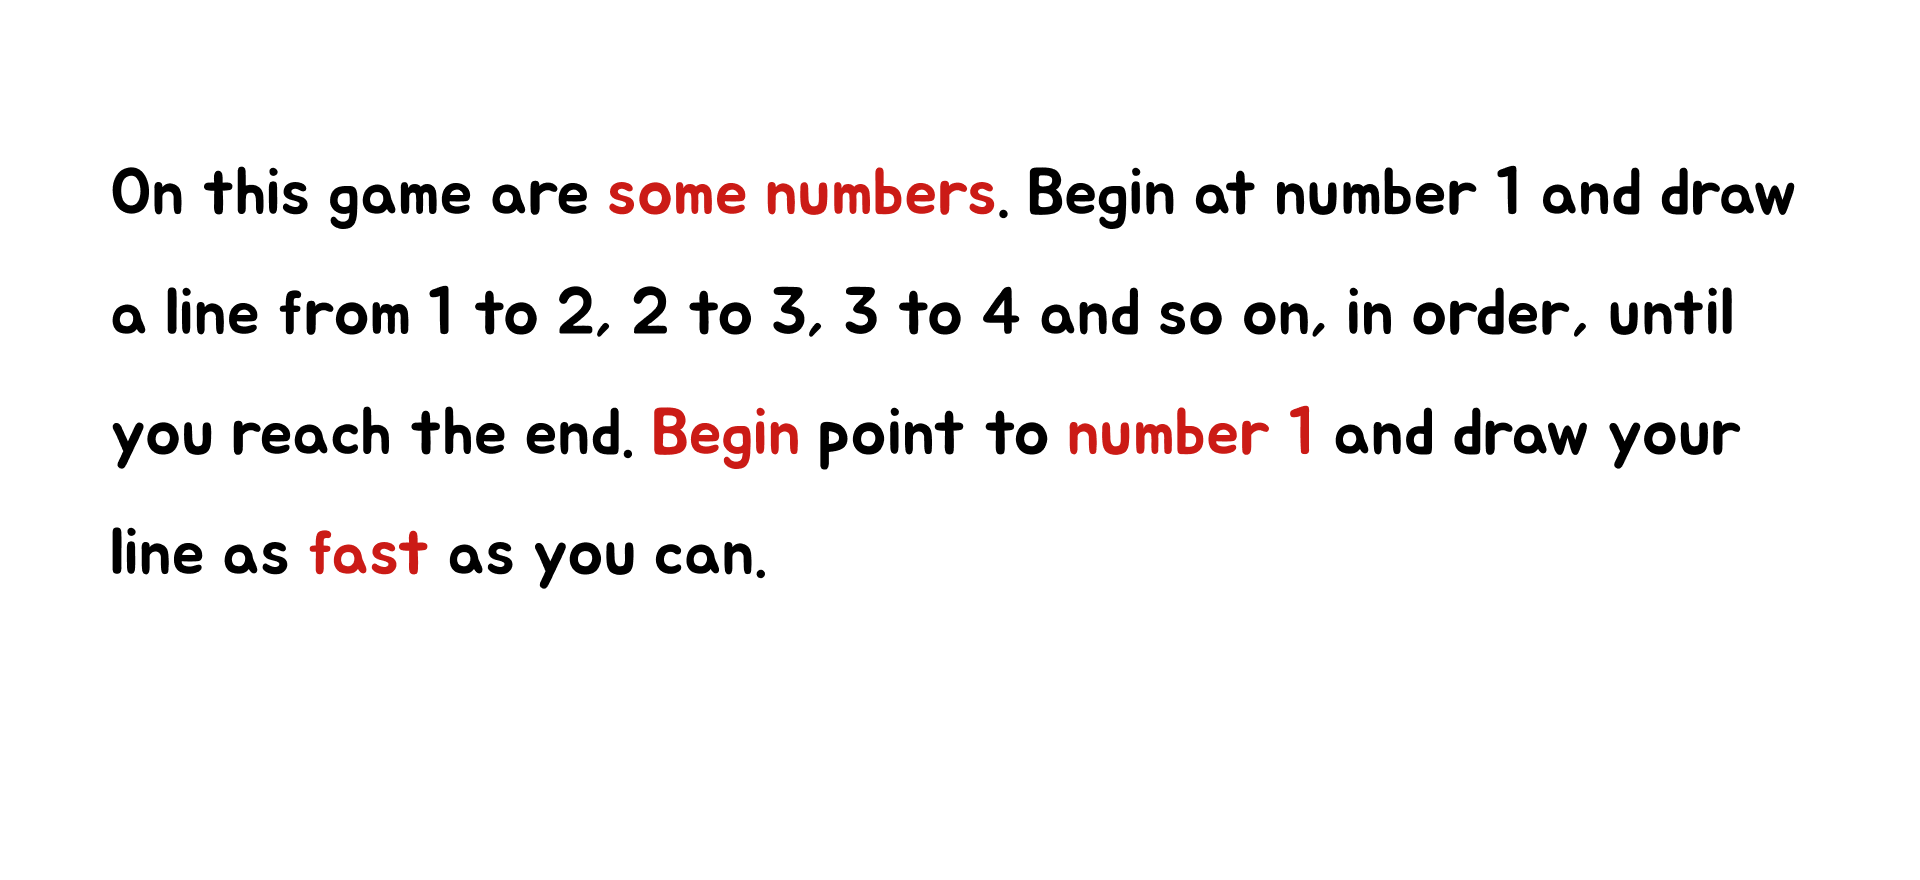 On this game are some numbers. Begin at number 1 and draw
a line from 1 to 2, 2 to 3, 3 to 4 and so on, in order, until
you reach the end. Begin point to number 1 and draw your
line as fast as you can.